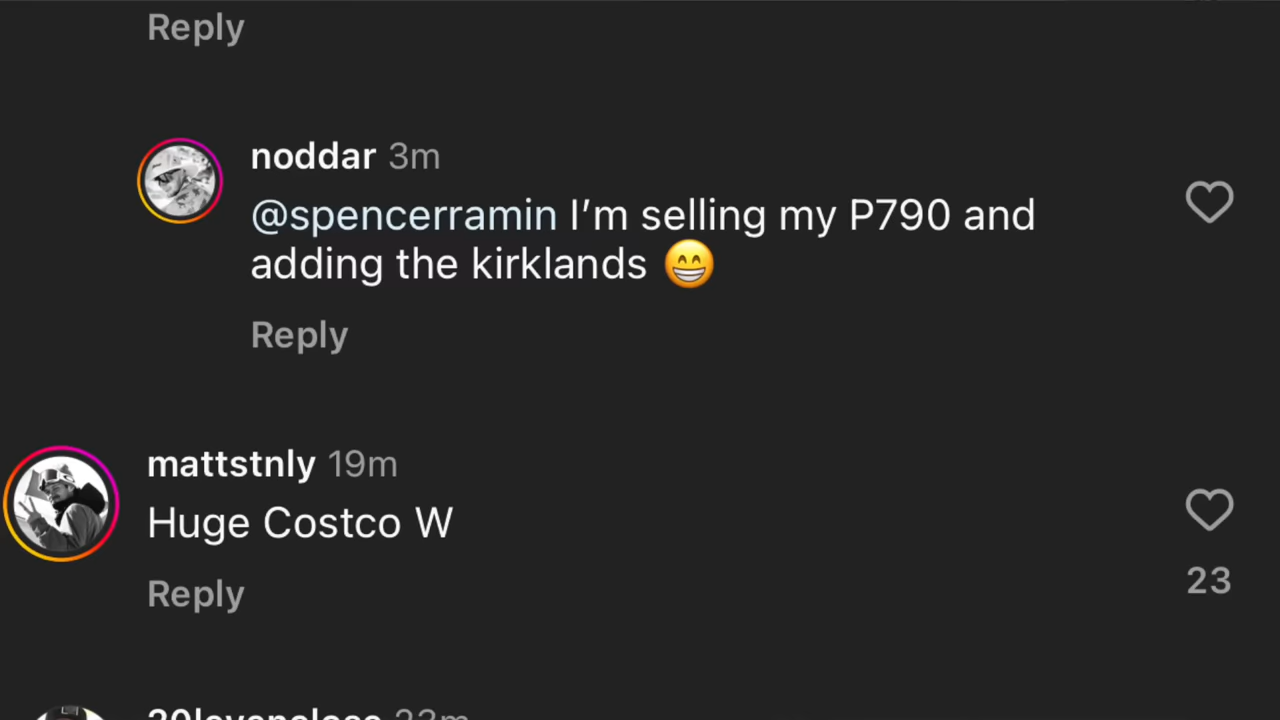 Reply
noddar 3m
@spencerramin I’m selling my P790 and
adding the kirklands 😁
Reply
mattstnly 19m
Huge Costco W
Reply
23